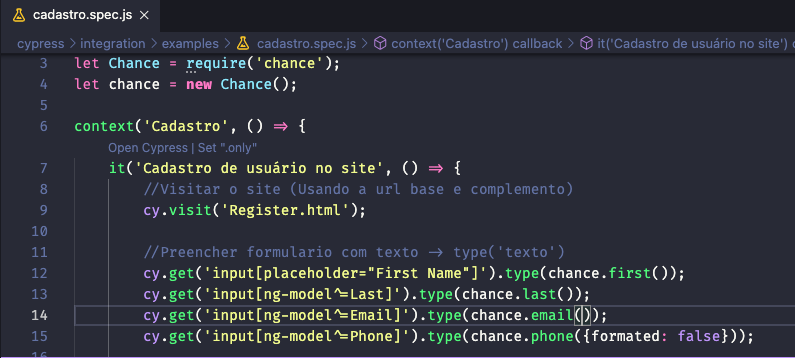 cadastro.spec.js ×
cypress > integration > examples > cadastro.spec.js > context('Cadastro') callback > it('Cadastro de usuário no site') c
3 let Chance = require('chance');
4 let chance = new Chance();
5
6 context('Cadastro', () => {
Open Cypress | Set ".only"
7 it('Cadastro de usuário no site', () => {
8 //Visitar o site (Usando a url base e complemento)
9 cy.visit('Register.html');
10
11 //Preencher formulario com texto -> type('texto')
12 cy.get('input[placeholder="First Name"]').type(chance.first());
13 cy.get('input[ng-model^=Last]').type(chance.last());
14 cy.get('input[ng-model^=Email]').type(chance.email());
15 cy.get('input[ng-model^=Phone]').type(chance.phone({formated: false}));